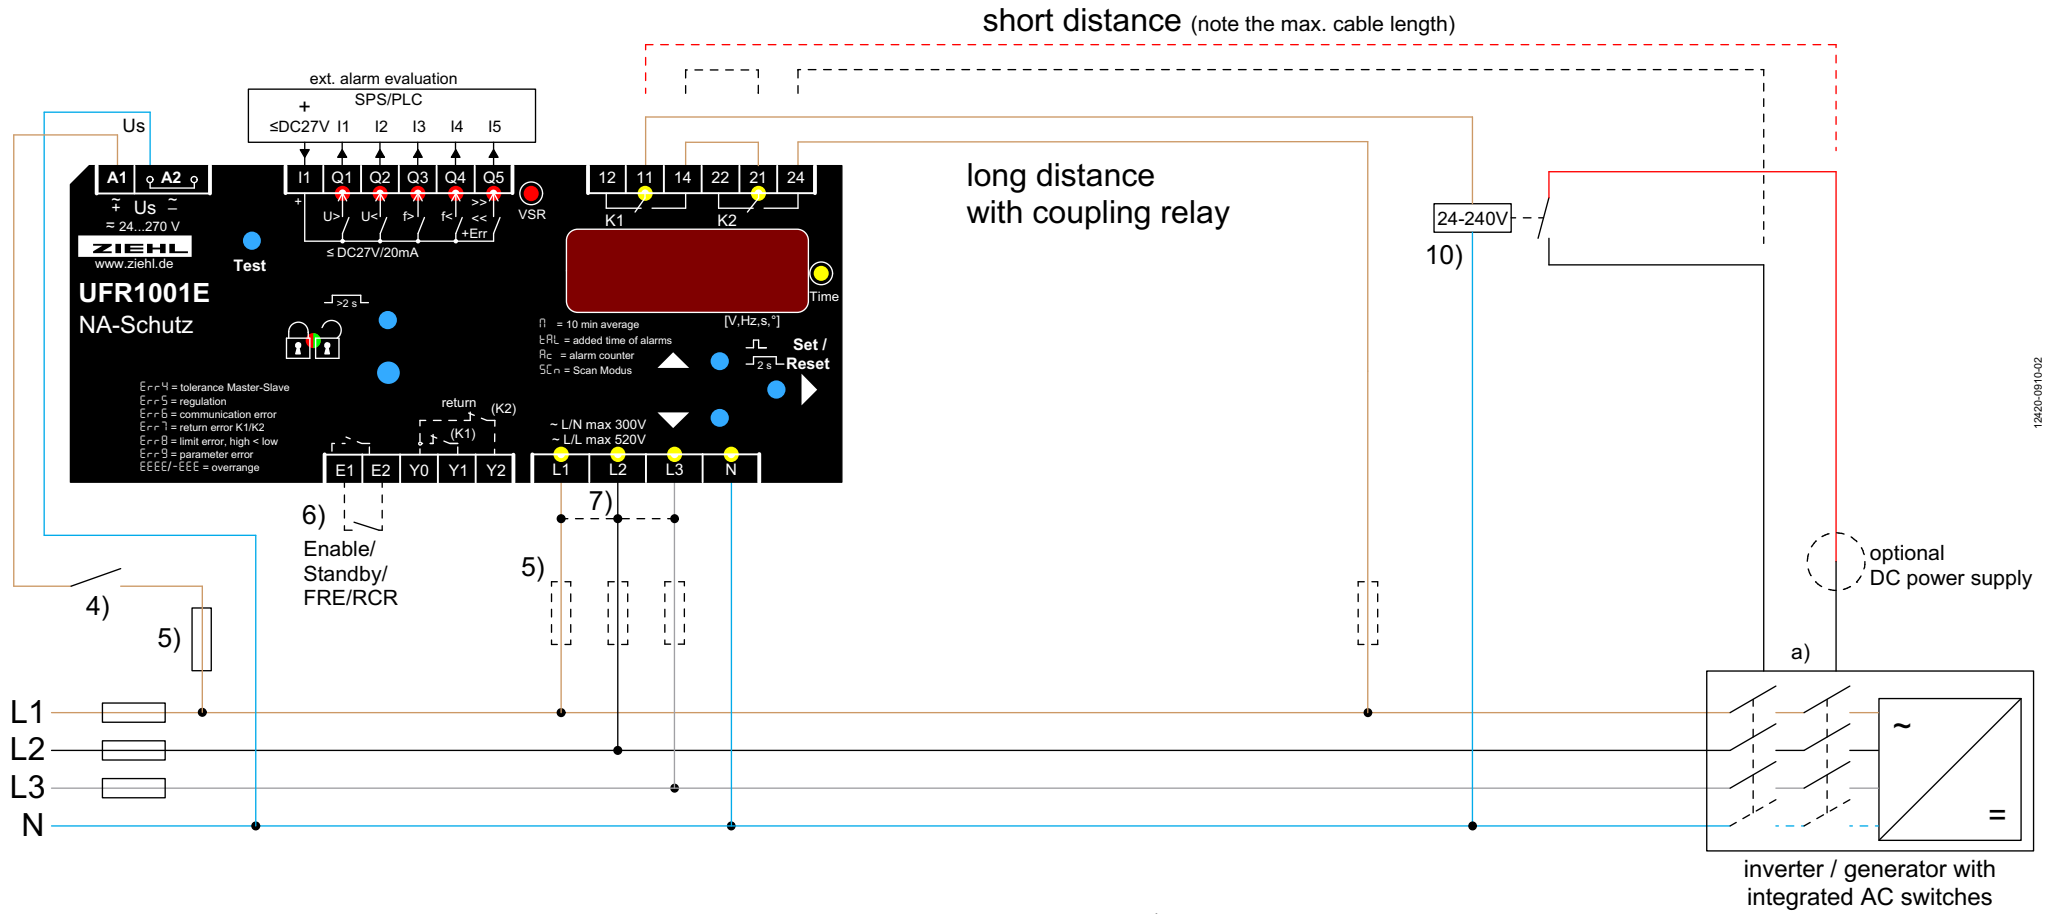 short distance (note the max. cable length)
ext. alarm evaluation
SPS/PLC
+
≤DC27V I1 I2 I3 I4 I5
Us
A1 A2
I1 Q1 Q2 Q3 Q4 Q5
12 11 14 22 21 24
long distance
with coupling relay
≂ Us ≂
+ −
≈ 24...270 V
+
U> U< f> f< >>
<<
+Err
VSR
K1 K2
≤ DC27V/20mA
24-240V
10)
ZIEHL
www.ziehl.de
Test
UFR1001E
NA-Schutz
>2 s
Time
[V,Hz,s,°]
n = 10 min average
tAL = added time of alarms
Ac = alarm counter
SCn = Scan Modus
Set /
Reset
2 s
Err4 = tolerance Master-Slave
Err5 = regulation
Err6 = communication error
Err7 = return error K1/K2
Err8 = limit error, high < low
Err9 = parameter error
EEEE/-EEE = overrange
return
(K2)
(K1)
~ L/N max 300V
~ L/L max 520V
E1 E2 Y0 Y1 Y2
L1 L2 L3 N
12420-0910-02
6)
Enable/
Standby/
FRE/RCR
7)
5)
4)
5)
optional
DC power supply
a)
L1
L2
L3
N
~
=
inverter / generator with
integrated AC switches